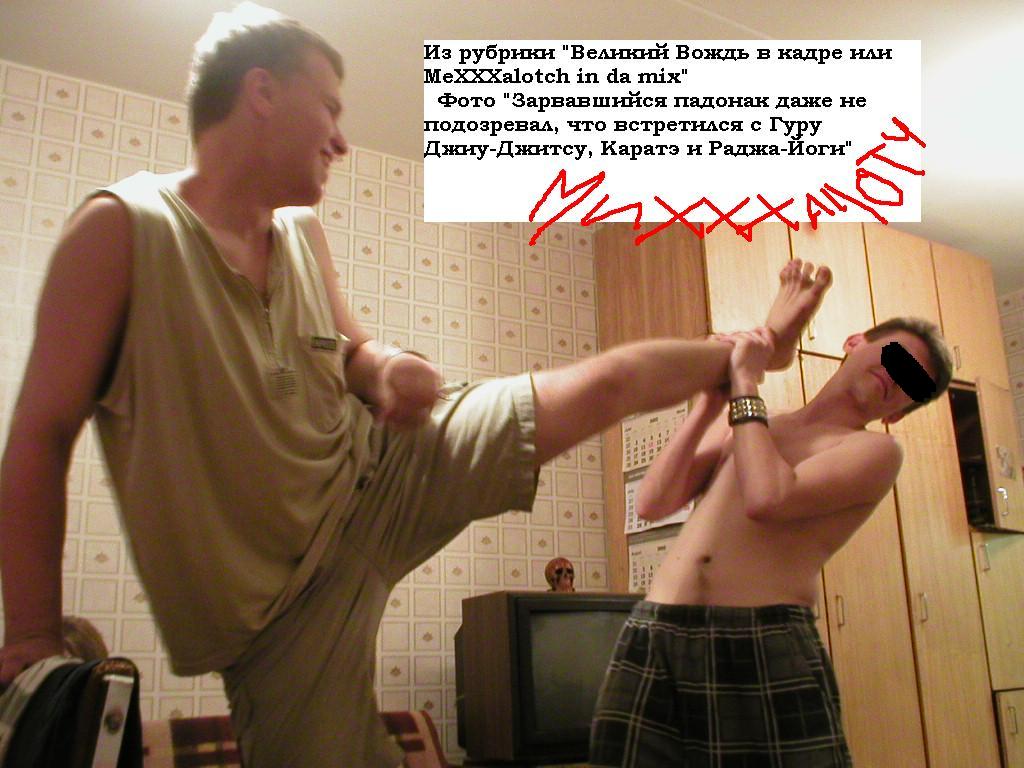 Из рубрики "Великий Вождь в кадре или
MeXXXalotch in da mix"
Фото "Зарвавшийся падонак даже не
подозревал, что встретился с Гуру
Джиу-Джитсу, Каратэ и Раджа-Йоги"